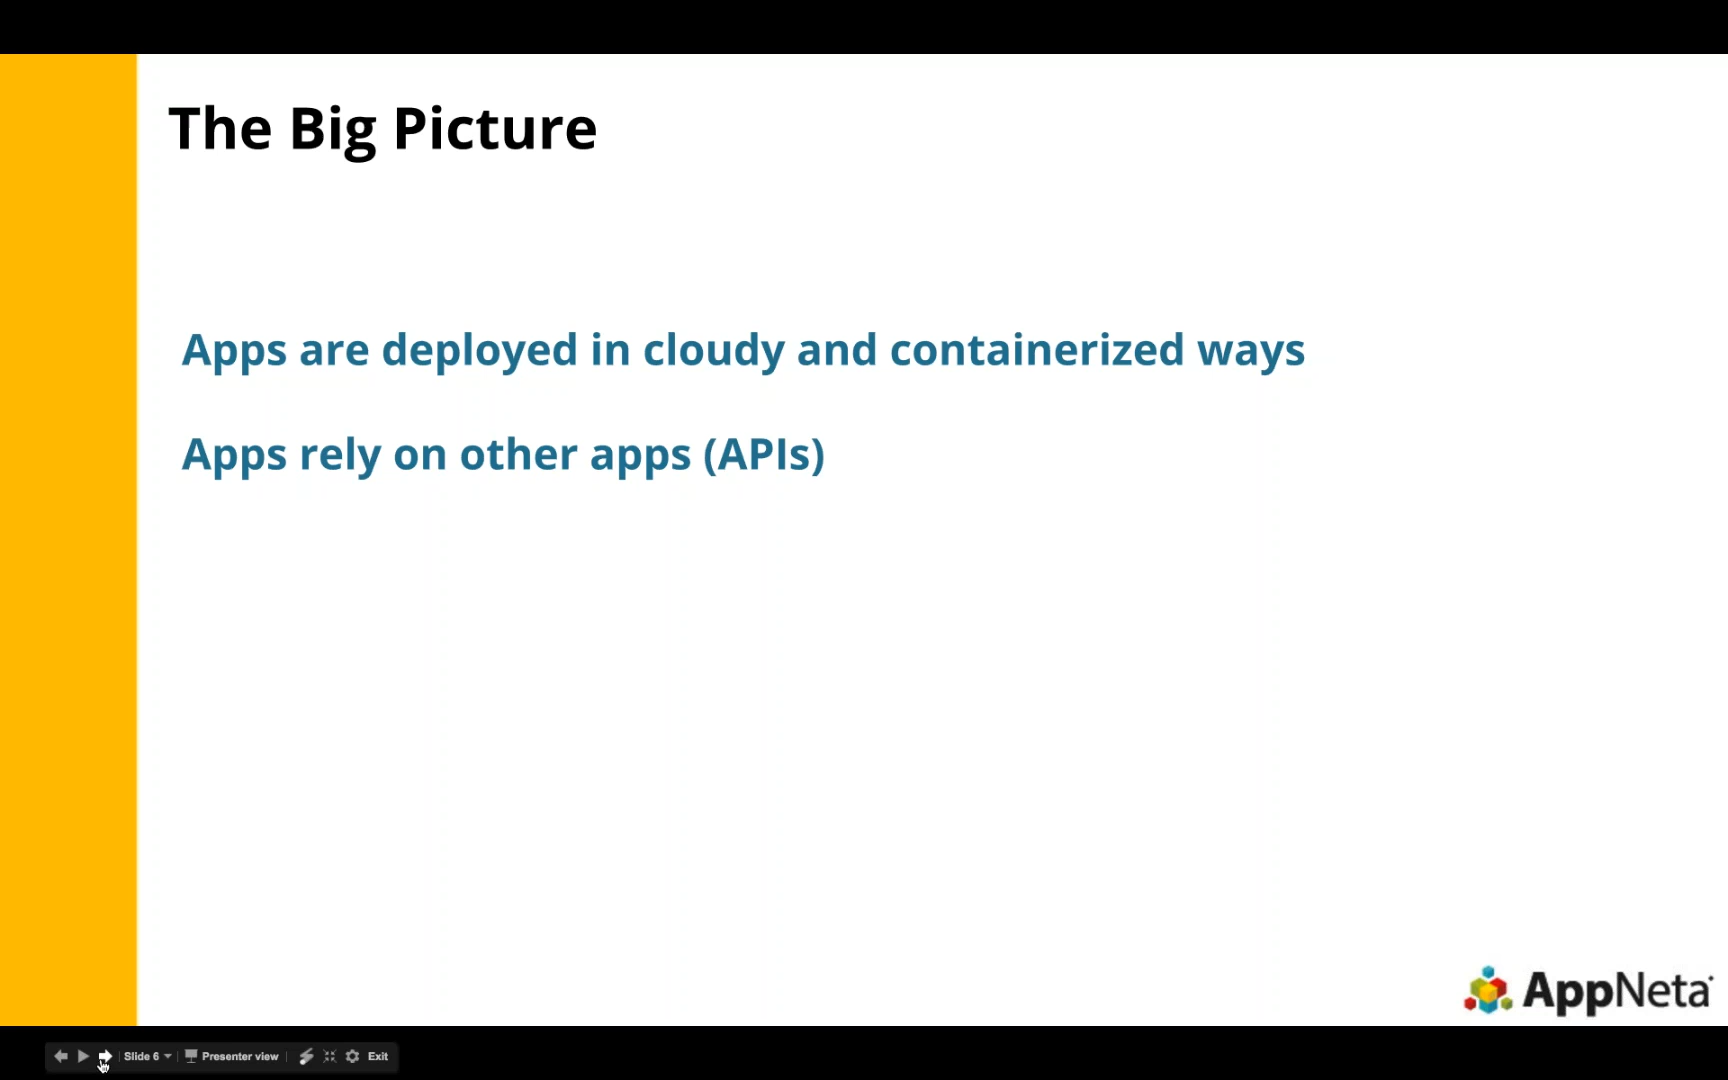 The Big Picture
Apps are deployed in cloudy and containerized ways
Apps rely on other apps (APIs)
AppNeta
Slide 6
Presenter view
Exit